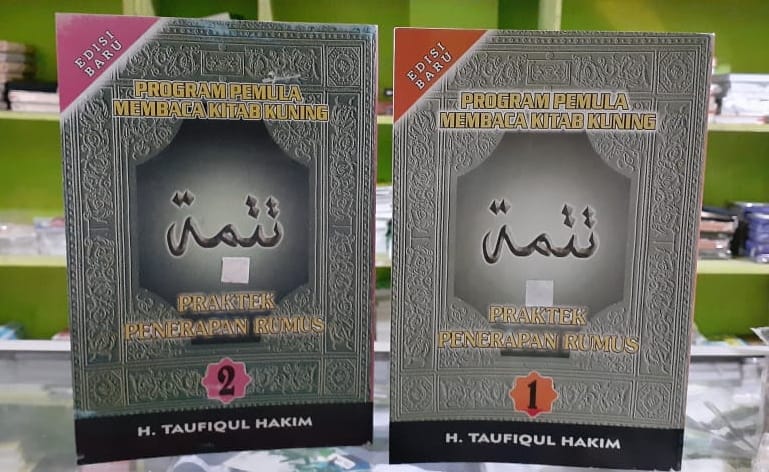 EDISI
BARU
PROGRAM PEMULA
MEMBACA KITAB KUNING
تتمة
PRAKTEK
PENERAPAN RUMUS
2
H. TAUFIQUL HAKIM
EDISI
BARU
PROGRAM PEMULA
MEMBACA KITAB KUNING
تتمة
PRAKTEK
PENERAPAN RUMUS
1
H. TAUFIQUL HAKIM